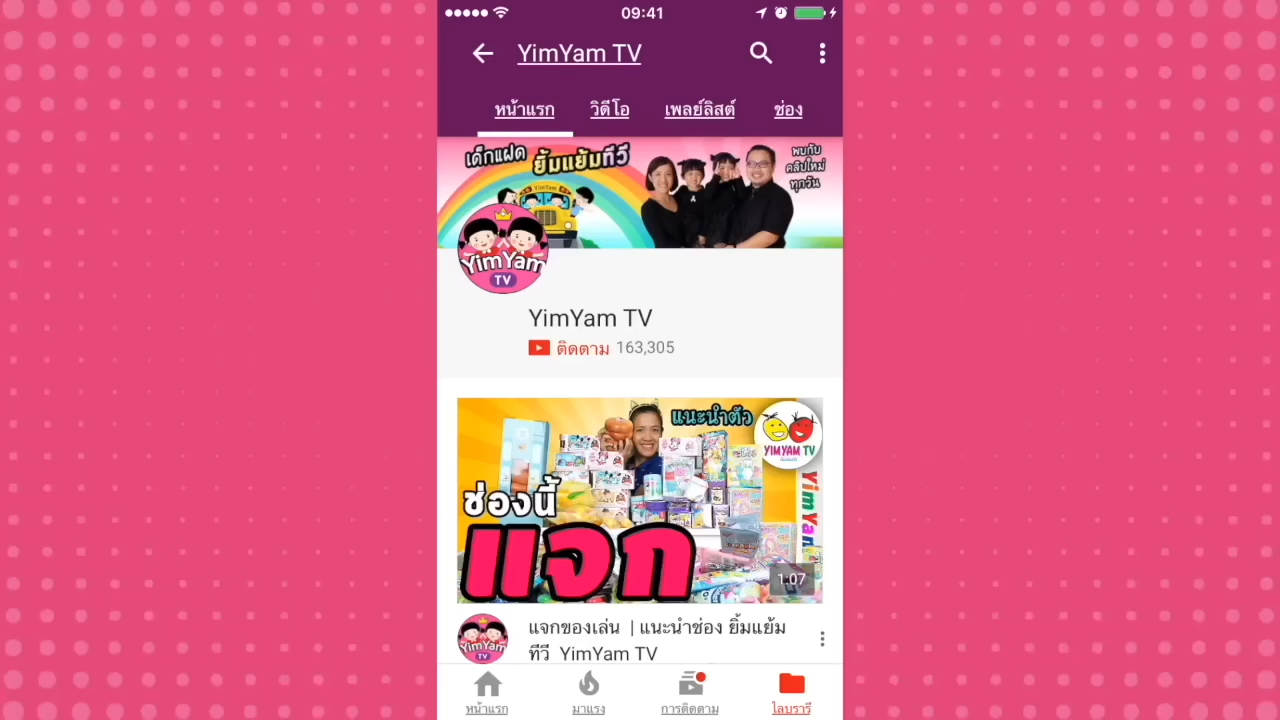 09:41
YimYam TV
หน้าแรก วิดีโอ เพลย์ลิสต์ ช่อง
เด็กแฝด ยิ้มแย้มทีวี
พบกับ
คลิปใหม่
ทุกวัน
YimYam
YimYam
TV
YimYam TV
ติดตาม 163,305
แนะนำตัว
YIMYAM TV
ช่องนี้
แจก
YimYam
1:07
YimYam
TV
แจกของเล่น | แนะนำช่อง ยิ้มแย้ม
ทีวี YimYam TV
หน้าแรก มาแรง การติดตาม ไลบรารี